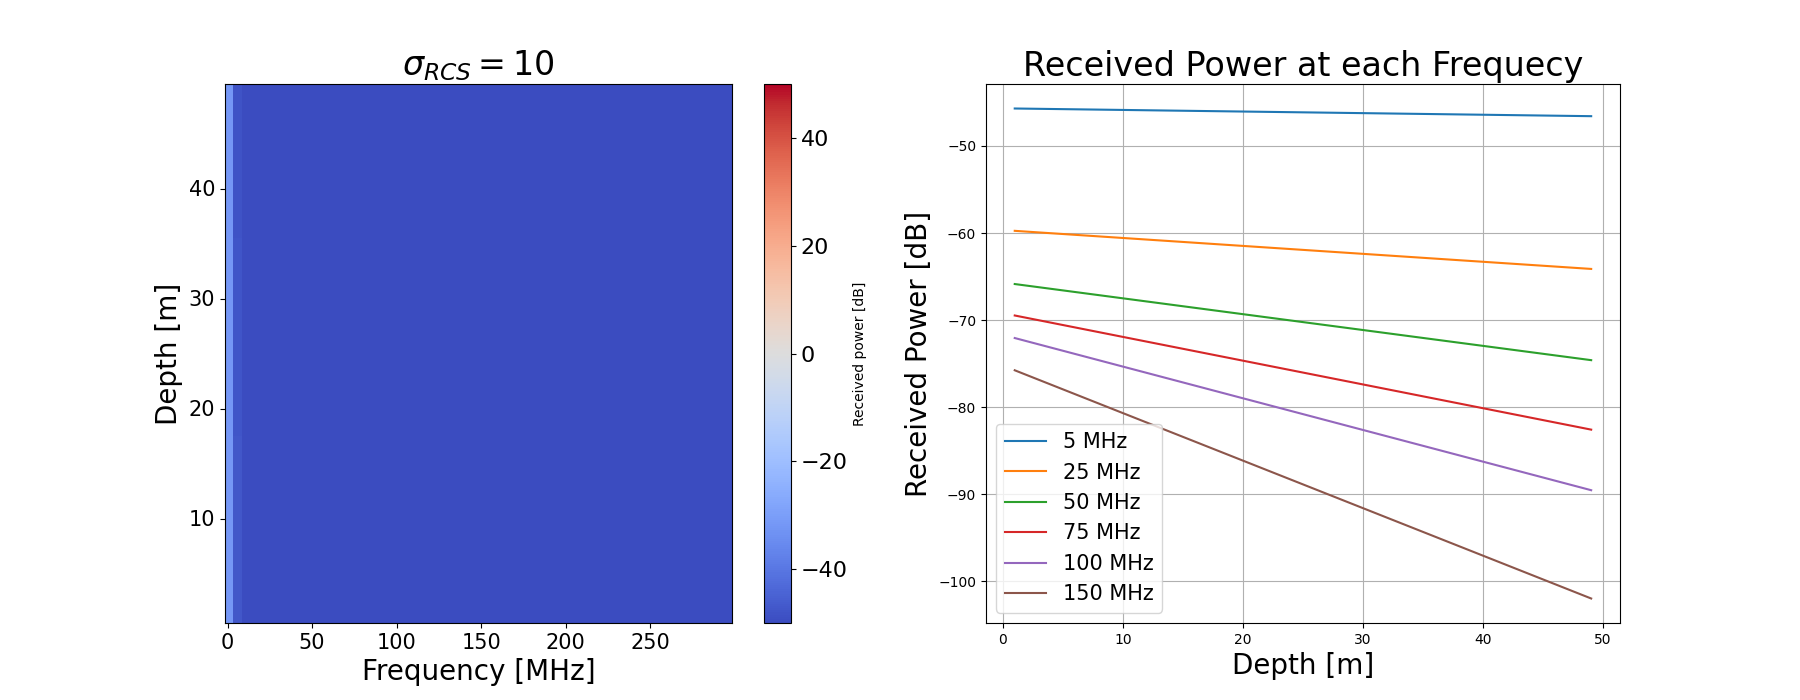 σ_RCS = 10
40
30
20
10
Depth [m]
0 50 100 150 200 250
Frequency [MHz]
40
20
0
−20
−40
Received power [dB]
Received Power at each Frequecy
−50
−60
−70
−80
−90
−100
Received Power [dB]
5 MHz
25 MHz
50 MHz
75 MHz
100 MHz
150 MHz
0 10 20 30 40 50
Depth [m]